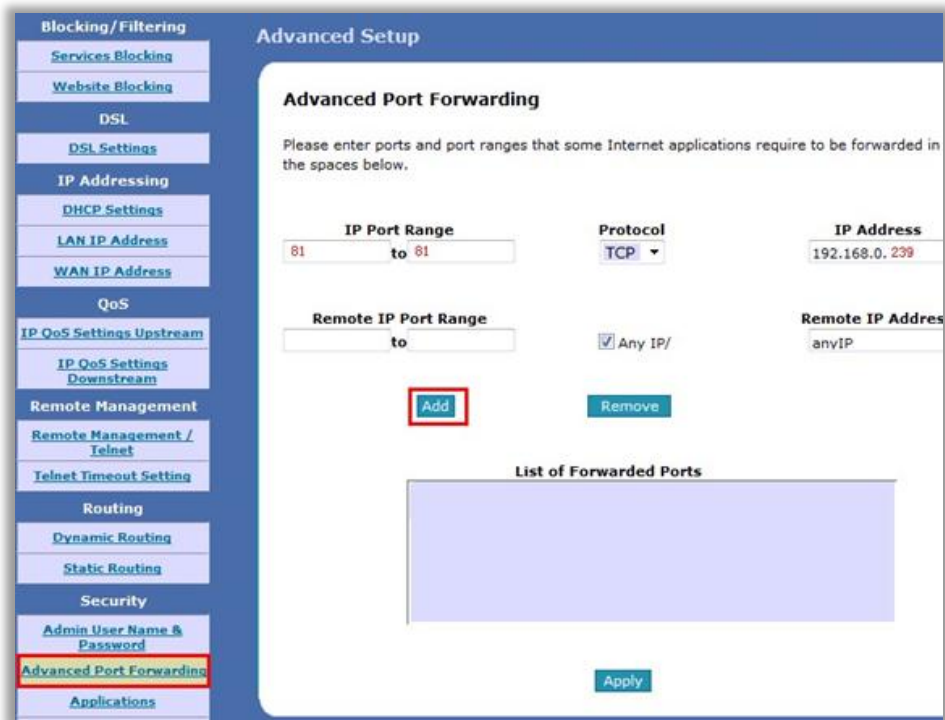 Blocking/Filtering
Services Blocking
Website Blocking
DSL
DSL Settings
IP Addressing
DHCP Settings
LAN IP Address
WAN IP Address
QoS
IP QoS Settings Upstream
IP QoS Settings
Downstream
Remote Management
Remote Management /
Telnet
Telnet Timeout Setting
Routing
Dynamic Routing
Static Routing
Security
Admin User Name &
Password
Advanced Port Forwarding
Applications
Advanced Setup
Advanced Port Forwarding
Please enter ports and port ranges that some Internet applications require to be forwarded in
the spaces below.
IP Port Range Protocol IP Address
81 to 81 TCP 192.168.0. 239
Remote IP Port Range Remote IP Addres
to Any IP/ anyIP
Add Remove
List of Forwarded Ports
Apply